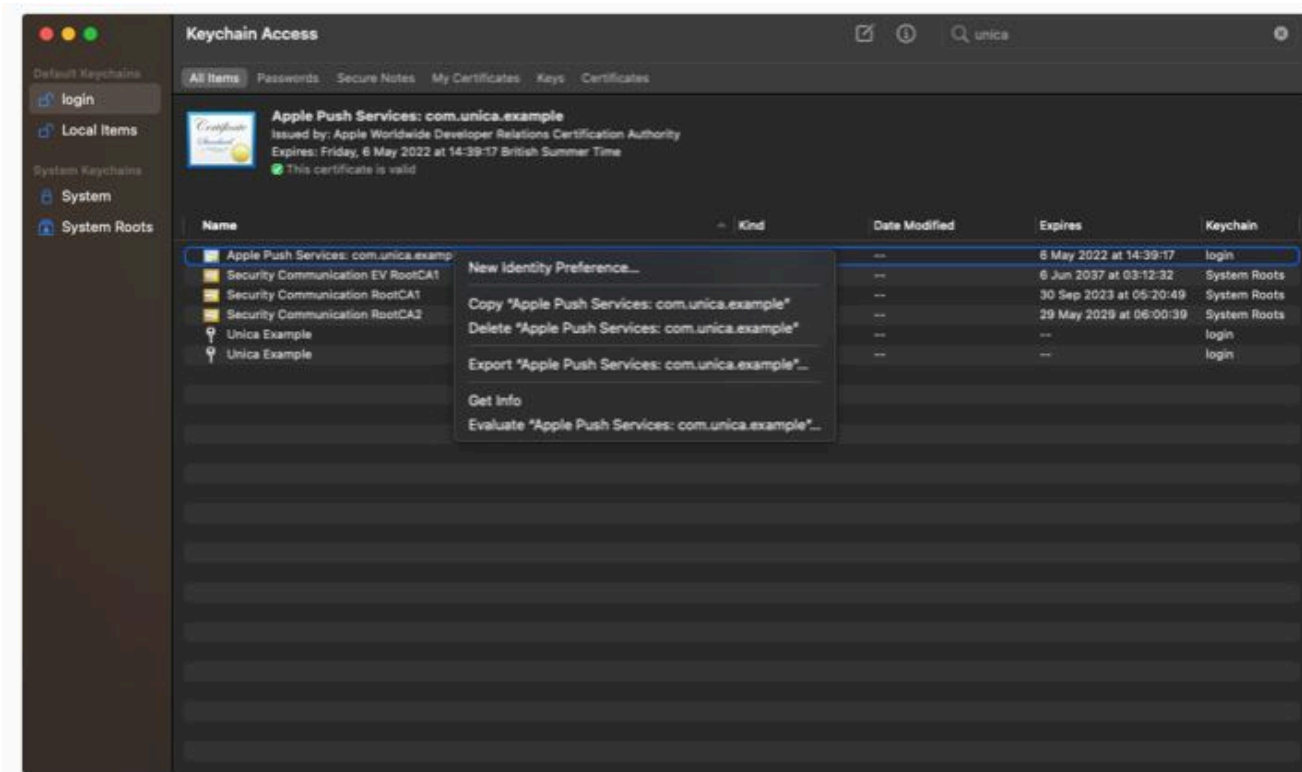 Keychain Access
unica
Default Keychains
login
Local Items
System Keychains
System
System Roots
All Items Passwords Secure Notes My Certificates Keys Certificates
Apple Push Services: com.unica.example
Issued by: Apple Worldwide Developer Relations Certification Authority
Expires: Friday, 6 May 2022 at 14:39:17 British Summer Time
This certificate is valid
Name Kind Date Modified Expires Keychain
Apple Push Services: com.unica.examp -- 6 May 2022 at 14:39:17 login
Security Communication EV RootCA1 -- 6 Jun 2037 at 03:12:32 System Roots
Security Communication RootCA1 -- 30 Sep 2023 at 05:20:49 System Roots
Security Communication RootCA2 -- 29 May 2029 at 06:00:39 System Roots
Unica Example -- -- login
Unica Example -- -- login
New Identity Preference...
Copy "Apple Push Services: com.unica.example"
Delete "Apple Push Services: com.unica.example"
Export "Apple Push Services: com.unica.example"...
Get Info
Evaluate "Apple Push Services: com.unica.example"...